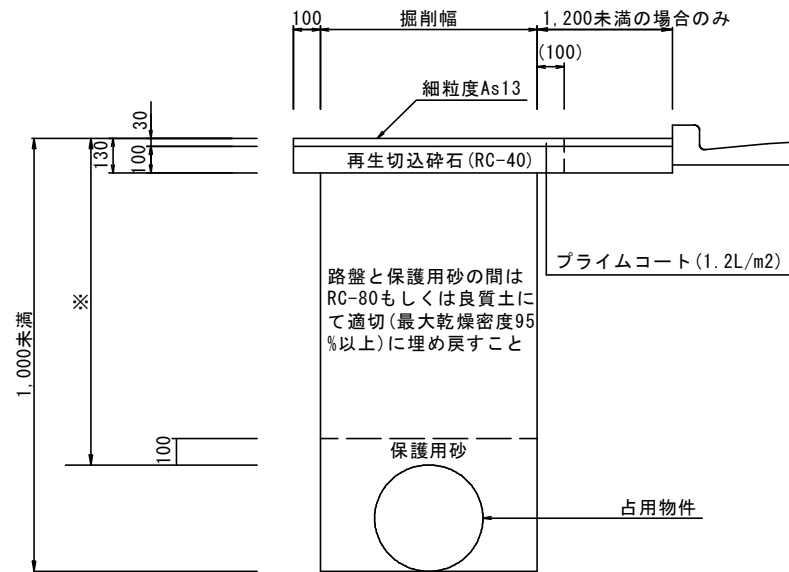 100
掘削幅
1,200未満の場合のみ
(100)
細粒度As13
30
130
100
再生切込砕石(RC-40)
プライムコート(1.2L/m2)
路盤と保護用砂の間は
RC-80もしくは良質土に
て適切(最大乾燥密度95
%以上)に埋め戻すこと
※
1,000未満
100
保護用砂
占用物件